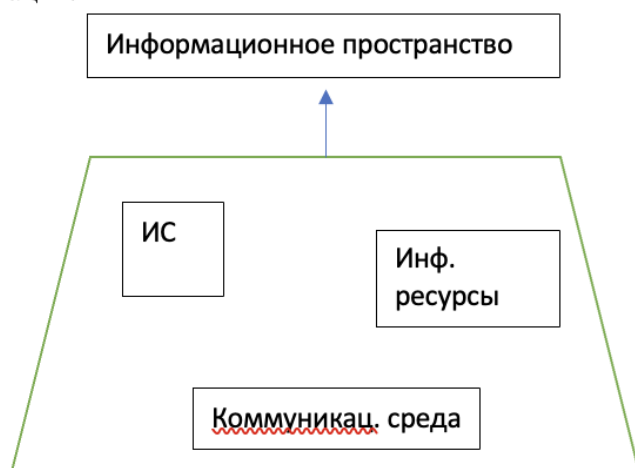 Информационное пространство
ИС
Инф.
ресурсы
Коммуникац. среда